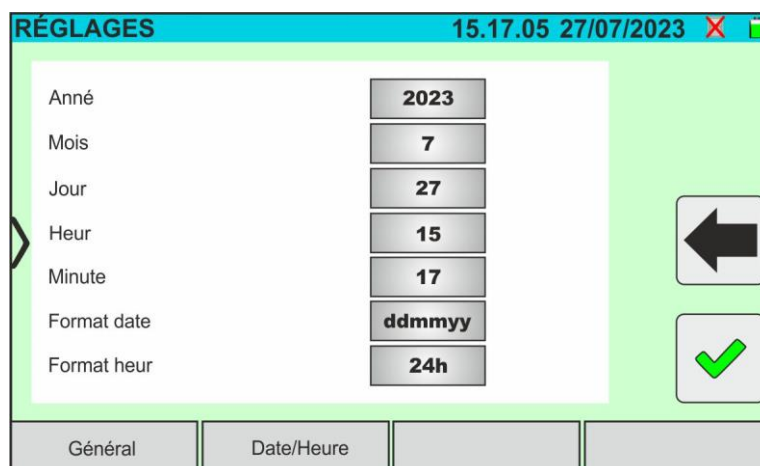 RÉGLAGES 15.17.05 27/07/2023
Anné 2023
Mois 7
Jour 27
Heur 15
Minute 17
Format date ddmmyy
Format heur 24h
Général Date/Heure